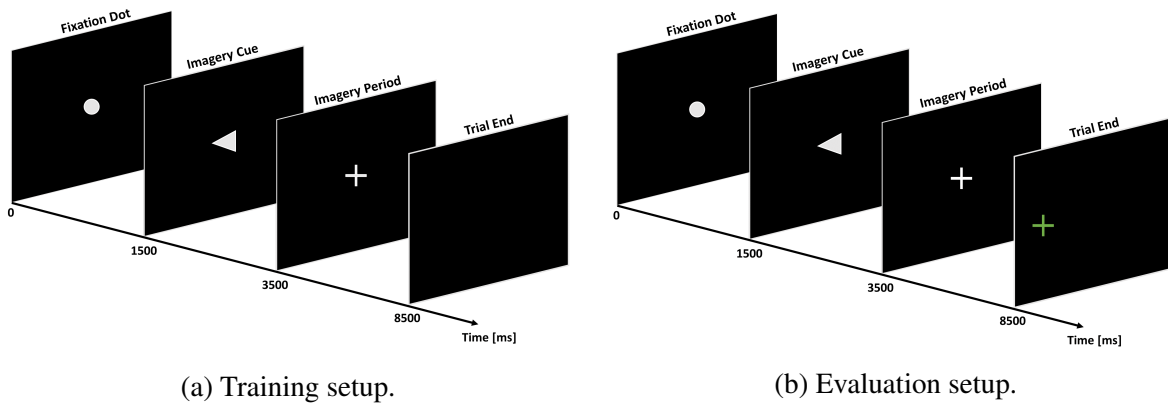 Fixation Dot
Imagery Cue
Imagery Period
Trial End
0
1500
3500
8500
Time [ms]
(a) Training setup.
Fixation Dot
Imagery Cue
Imagery Period
Trial End
0
1500
3500
8500
Time [ms]
(b) Evaluation setup.